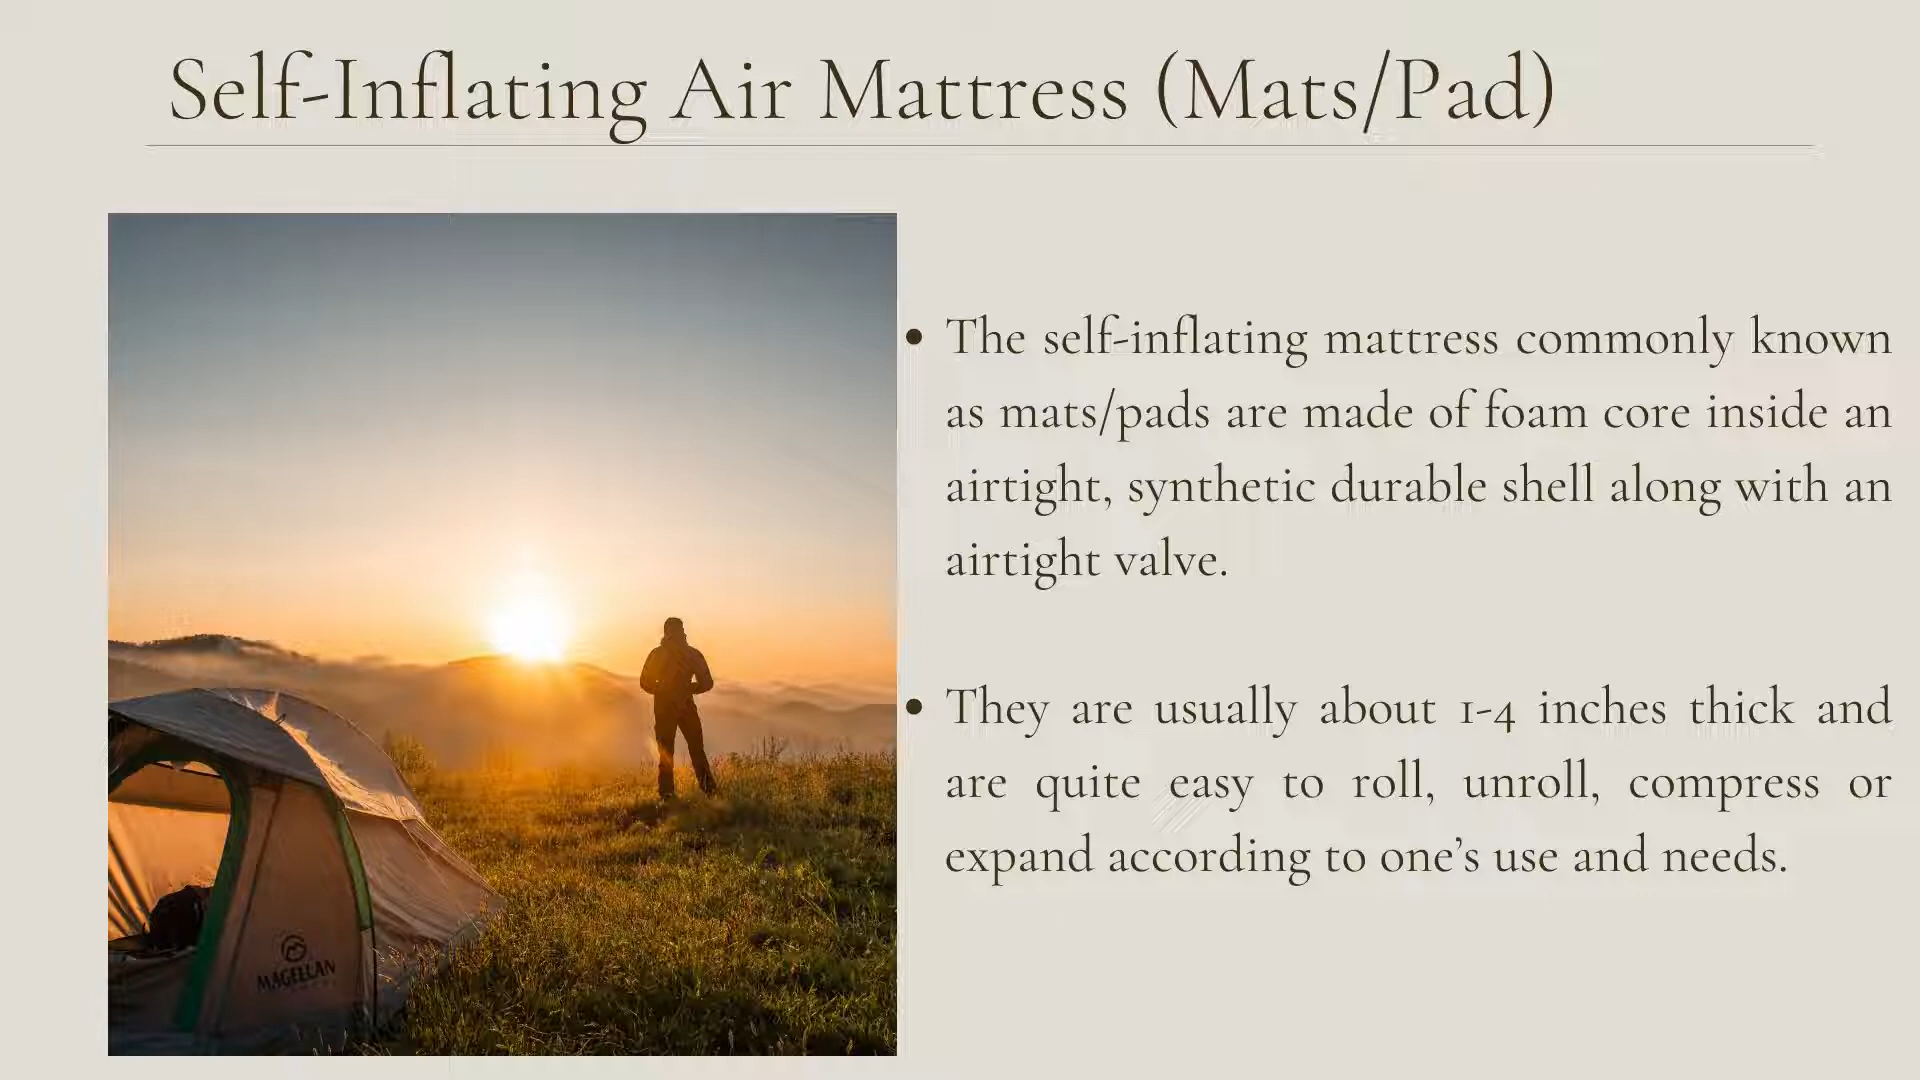 Self-Inflating Air Mattress (Mats/Pad)
• The self-inflating mattress commonly known
as mats/pads are made of foam core inside an
airtight, synthetic durable shell along with an
airtight valve.
• They are usually about 1-4 inches thick and
are quite easy to roll, unroll, compress or
expand according to one’s use and needs.
MAGELLAN